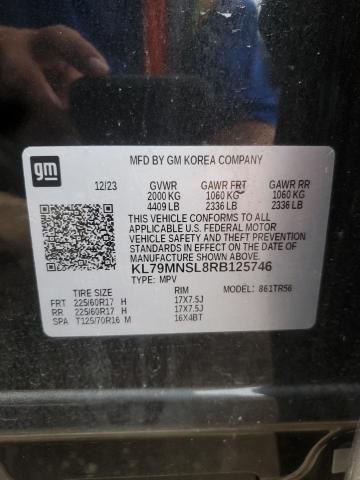 gm
MFD BY GM KOREA COMPANY
12/23 GVWR GAWR FRT GAWR RR
2000 KG 1060 KG 1060 KG
4409 LB 2336 LB 2336 LB
THIS VEHICLE CONFORMS TO ALL
APPLICABLE U.S. FEDERAL MOTOR
VEHICLE SAFETY AND THEFT PREVENTION
STANDARDS IN EFFECT ON THE DATE OF
MANUFACTURE SHOWN ABOVE.
KL79MNSL8RB125746
TYPE: MPV
TIRE SIZE RIM MODEL: 861TR56
FRT 225/60R17 H 17X7.5J
RR 225/60R17 H 17X7.5J
SPA T125/70R16 M 16X4BT